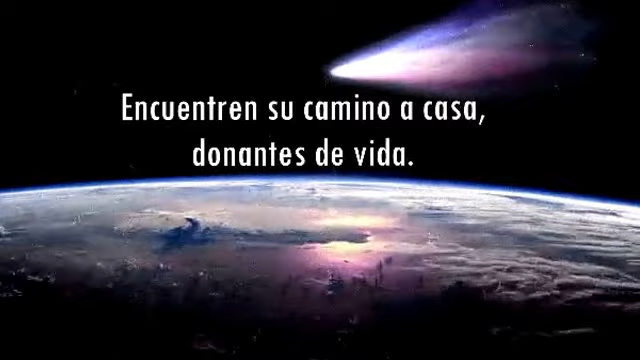 Encuentren su camino a casa,
donantes de vida.